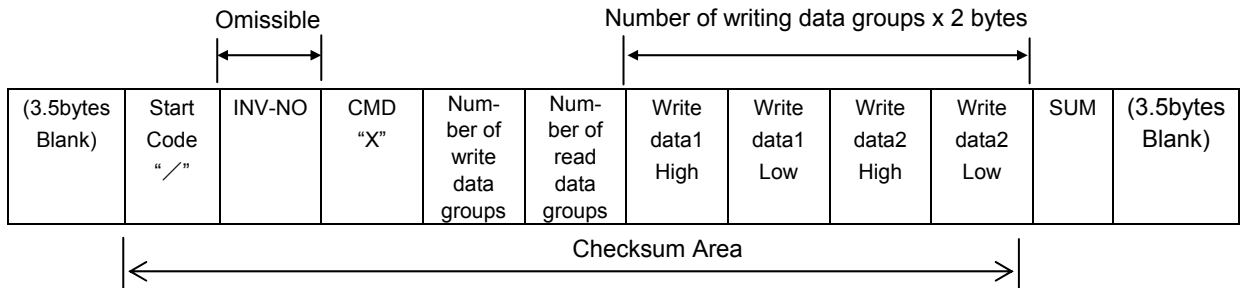 Omissible
Number of writing data groups x 2 bytes
(3.5bytes Blank)
Start Code “／”
INV-NO
CMD “X”
Num-
ber of
write
data
groups
Num-
ber of
read
data
groups
Write
data1
High
Write
data1
Low
Write
data2
High
Write
data2
Low
SUM
(3.5bytes
Blank)
Checksum Area